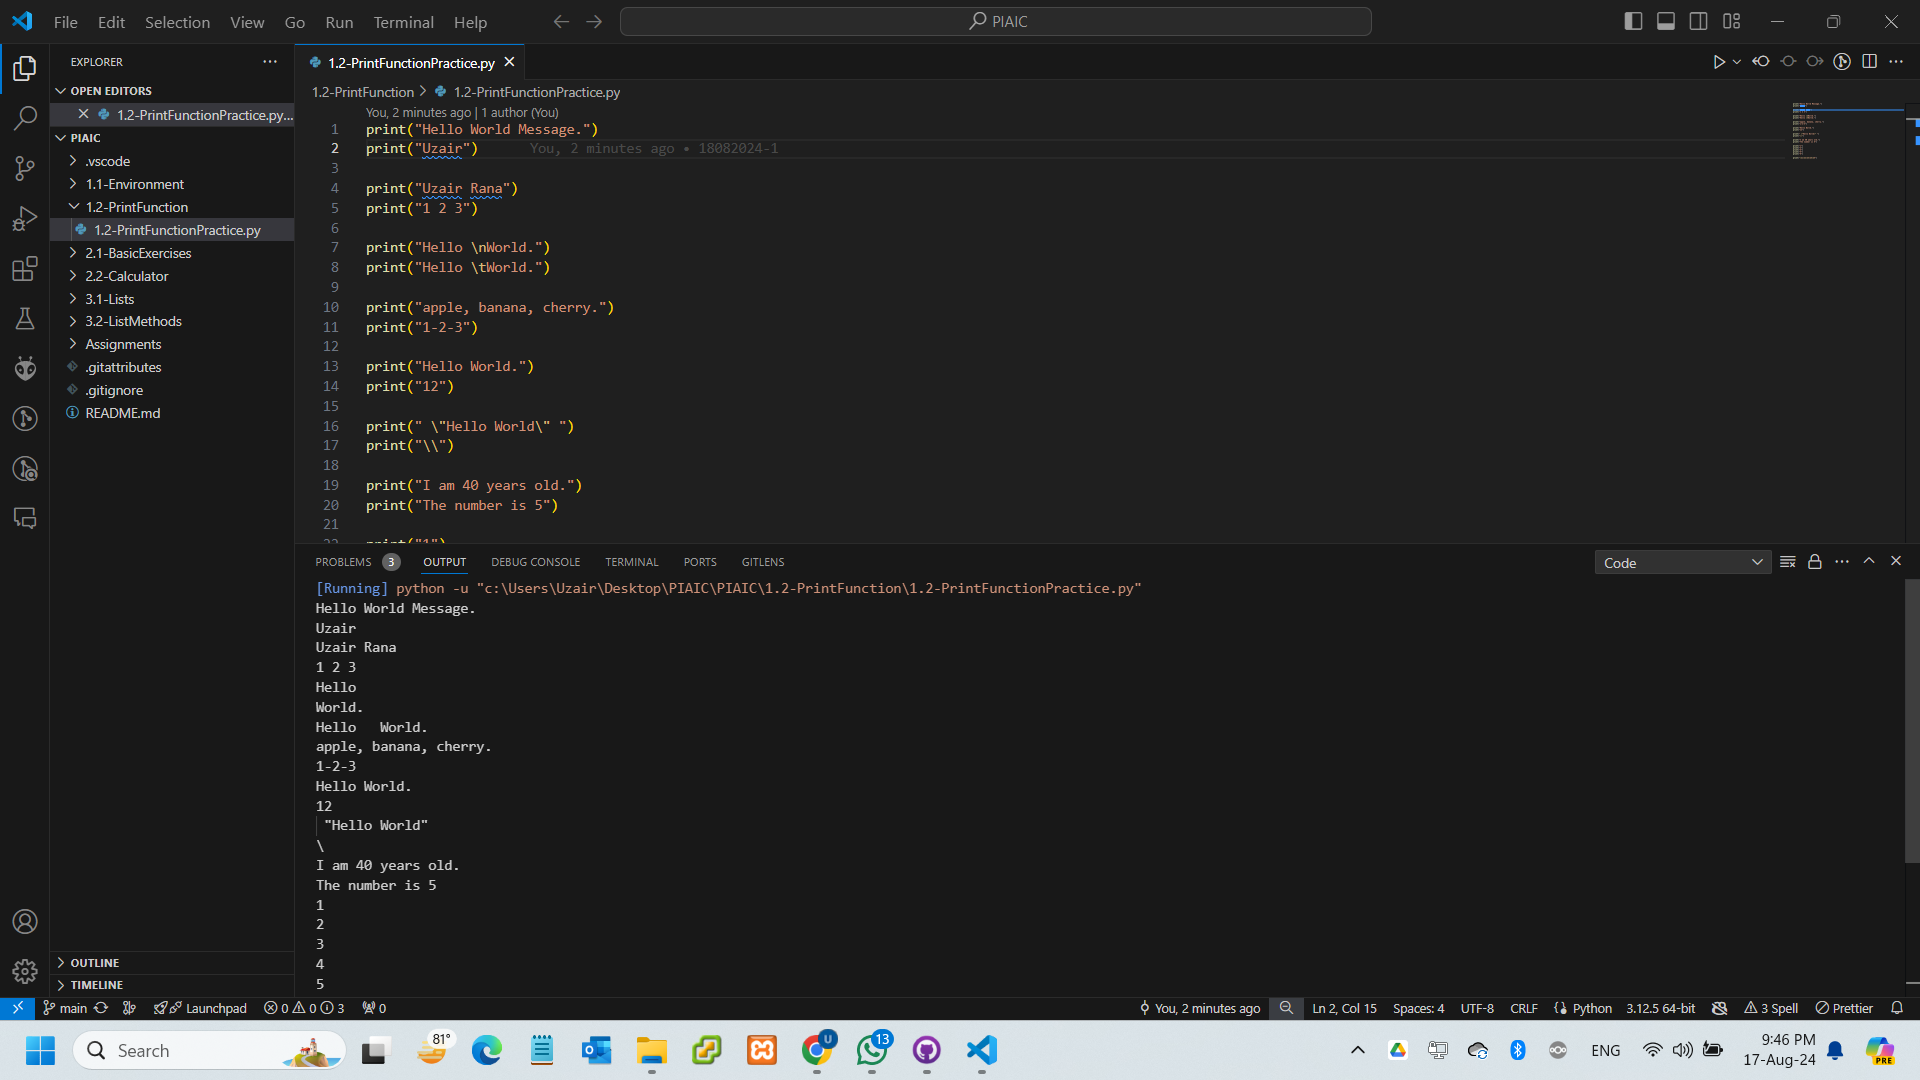 File Edit Selection View Go Run Terminal Help
PIAIC
EXPLORER
OPEN EDITORS
1.2-PrintFunctionPractice.py...
PIAIC
.vscode
1.1-Environment
1.2-PrintFunction
1.2-PrintFunctionPractice.py
2.1-BasicExercises
2.2-Calculator
3.1-Lists
3.2-ListMethods
Assignments
.gitattributes
.gitignore
README.md
OUTLINE
TIMELINE
1.2-PrintFunctionPractice.py
1.2-PrintFunction > 1.2-PrintFunctionPractice.py
You, 2 minutes ago | 1 author (You)
1 print("Hello World Message.")
2 print("Uzair") You, 2 minutes ago • 18082024-1
3
4 print("Uzair Rana")
5 print("1 2 3")
6
7 print("Hello \nWorld.")
8 print("Hello \tWorld.")
9
10 print("apple, banana, cherry.")
11 print("1-2-3")
12
13 print("Hello World.")
14 print("12")
15
16 print(" \"Hello World\" ")
17 print("\\")
18
19 print("I am 40 years old.")
20 print("The number is 5")
21
22 print("1")
PROBLEMS 3 OUTPUT DEBUG CONSOLE TERMINAL PORTS GITLENS
Code
[Running] python -u "c:\Users\Uzair\Desktop\PIAIC\PIAIC\1.2-PrintFunction\1.2-PrintFunctionPractice.py"
Hello World Message.
Uzair
Uzair Rana
1 2 3
Hello
World.
Hello   World.
apple, banana, cherry.
1-2-3
Hello World.
12
"Hello World"
\
I am 40 years old.
The number is 5
1
2
3
4
5
main Launchpad 0 0 3 0
You, 2 minutes ago Ln 2, Col 15 Spaces: 4 UTF-8 CRLF Python 3.12.5 64-bit 3 Spell Prettier
Search
81°
U
13
ENG
9:46 PM
17-Aug-24
PRE